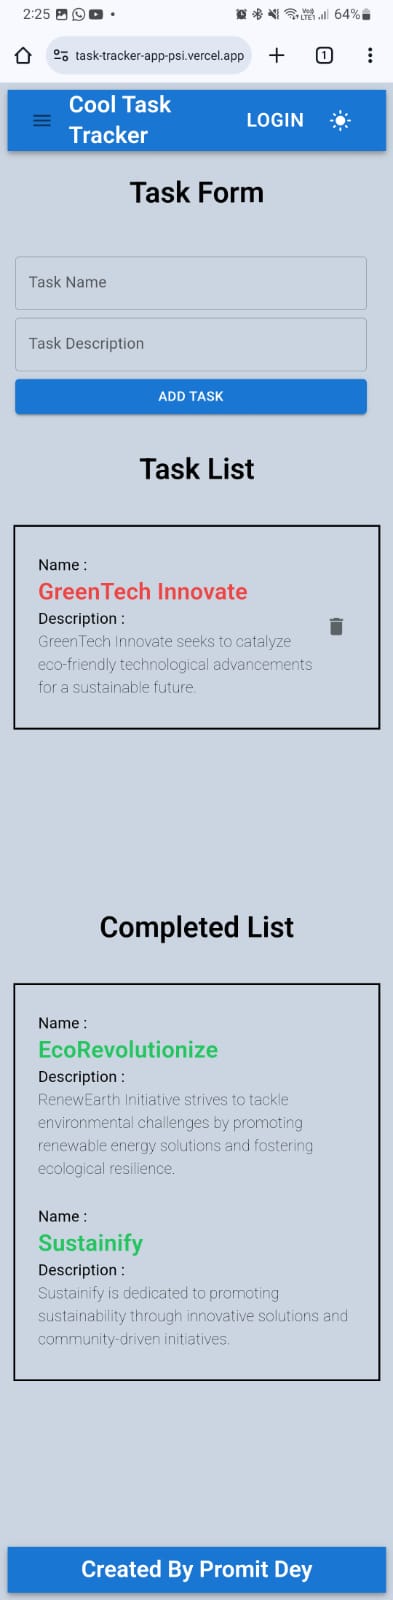 2:25
64%
task-tracker-app-psi.vercel.app
1
Cool Task
Tracker
LOGIN
Task Form
Task Name
Task Description
ADD TASK
Task List
Name :
GreenTech Innovate
Description :
GreenTech Innovate seeks to catalyze
eco-friendly technological advancements
for a sustainable future.
Completed List
Name :
EcoRevolutionize
Description :
RenewEarth Initiative strives to tackle
environmental challenges by promoting
renewable energy solutions and fostering
ecological resilience.
Name :
Sustainify
Description :
Sustainify is dedicated to promoting
sustainability through innovative solutions and
community-driven initiatives.
Created By Promit Dey